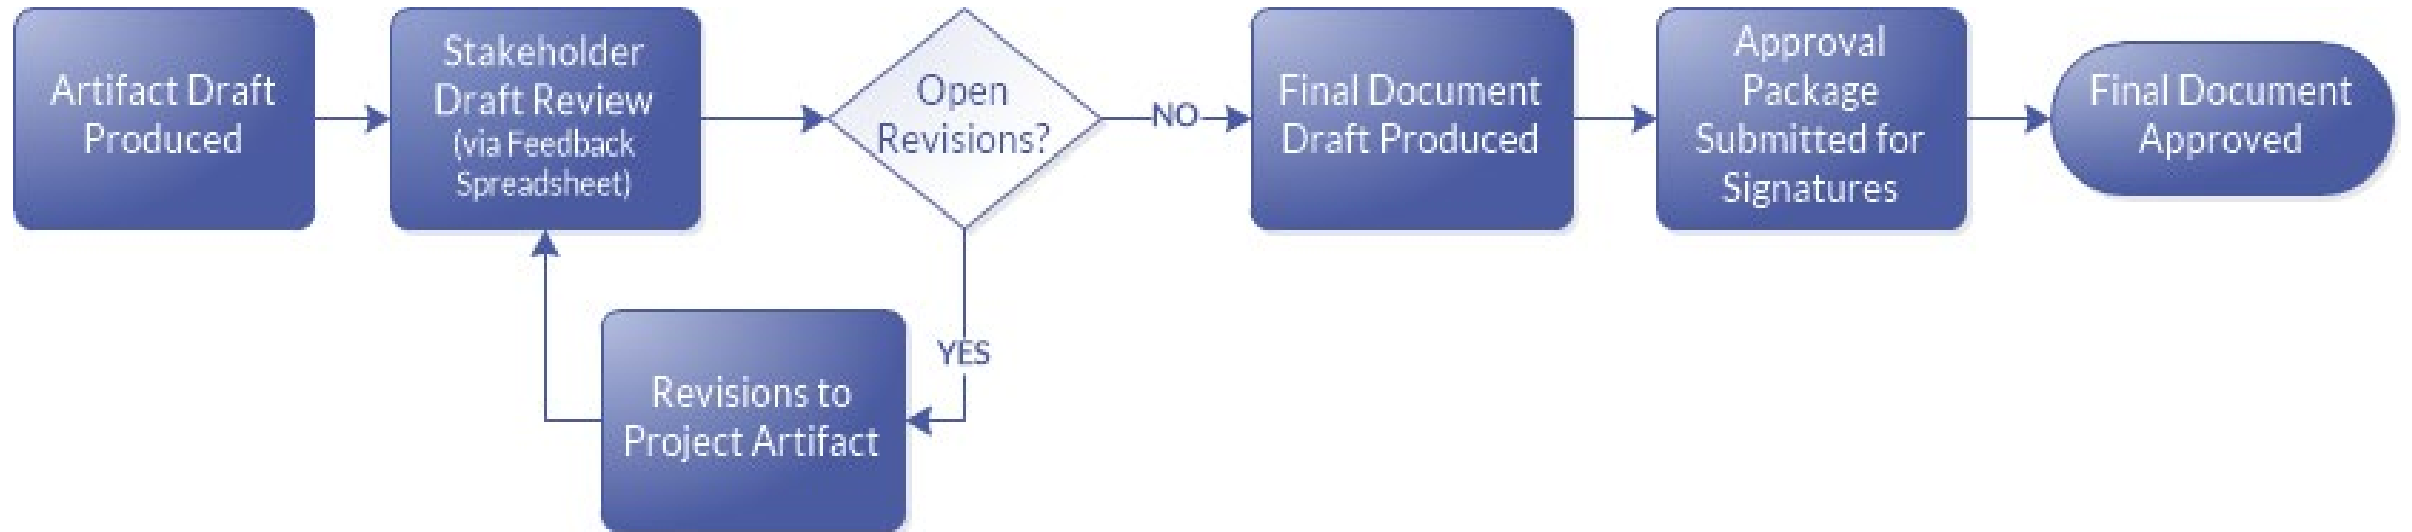 Artifact Draft
Produced
Stakeholder
Draft Review
(via Feedback
Spreadsheet)
Open
Revisions?
NO
Final Document
Draft Produced
Approval
Package
Submitted for
Signatures
Final Document
Approved
YES
Revisions to
Project Artifact